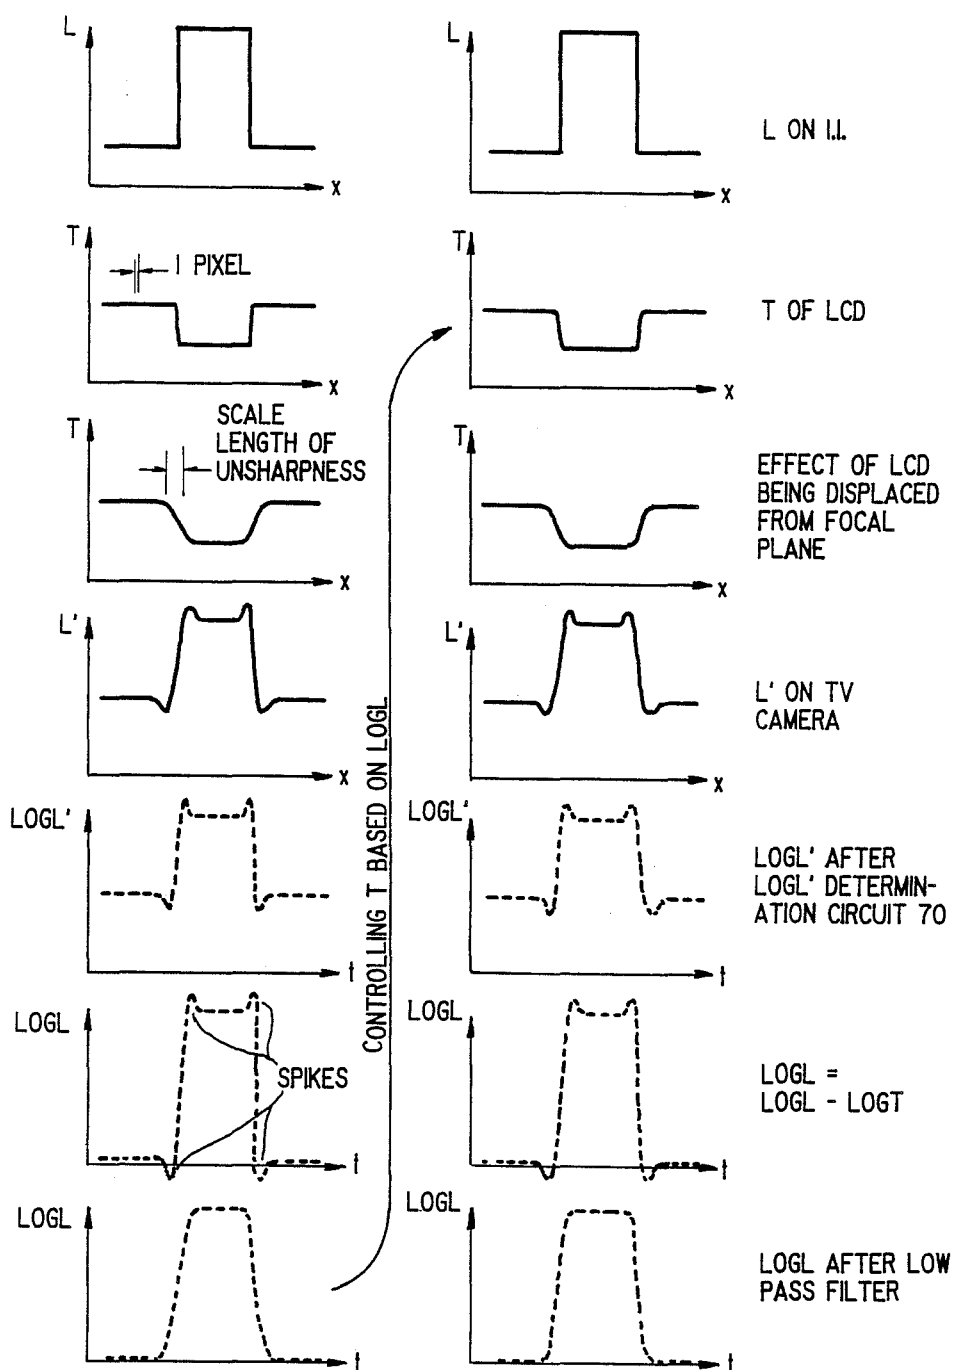 L
x
L
x
L ON I.I.
T
1 PIXEL
x
T
x
T OF LCD
T
SCALE
LENGTH OF
UNSHARPNESS
x
T
x
EFFECT OF LCD
BEING DISPLACED
FROM FOCAL
PLANE
L'
x
L'
x
L' ON TV
CAMERA
CONTROLLING T BASED ON LOGL
LOGL'
t
LOGL'
t
LOGL' AFTER
LOGL' DETERMIN-
ATION CIRCUIT 70
LOGL
SPIKES
t
LOGL
t
LOGL =
LOGL - LOGT
LOGL
t
LOGL
t
LOGL AFTER LOW
PASS FILTER